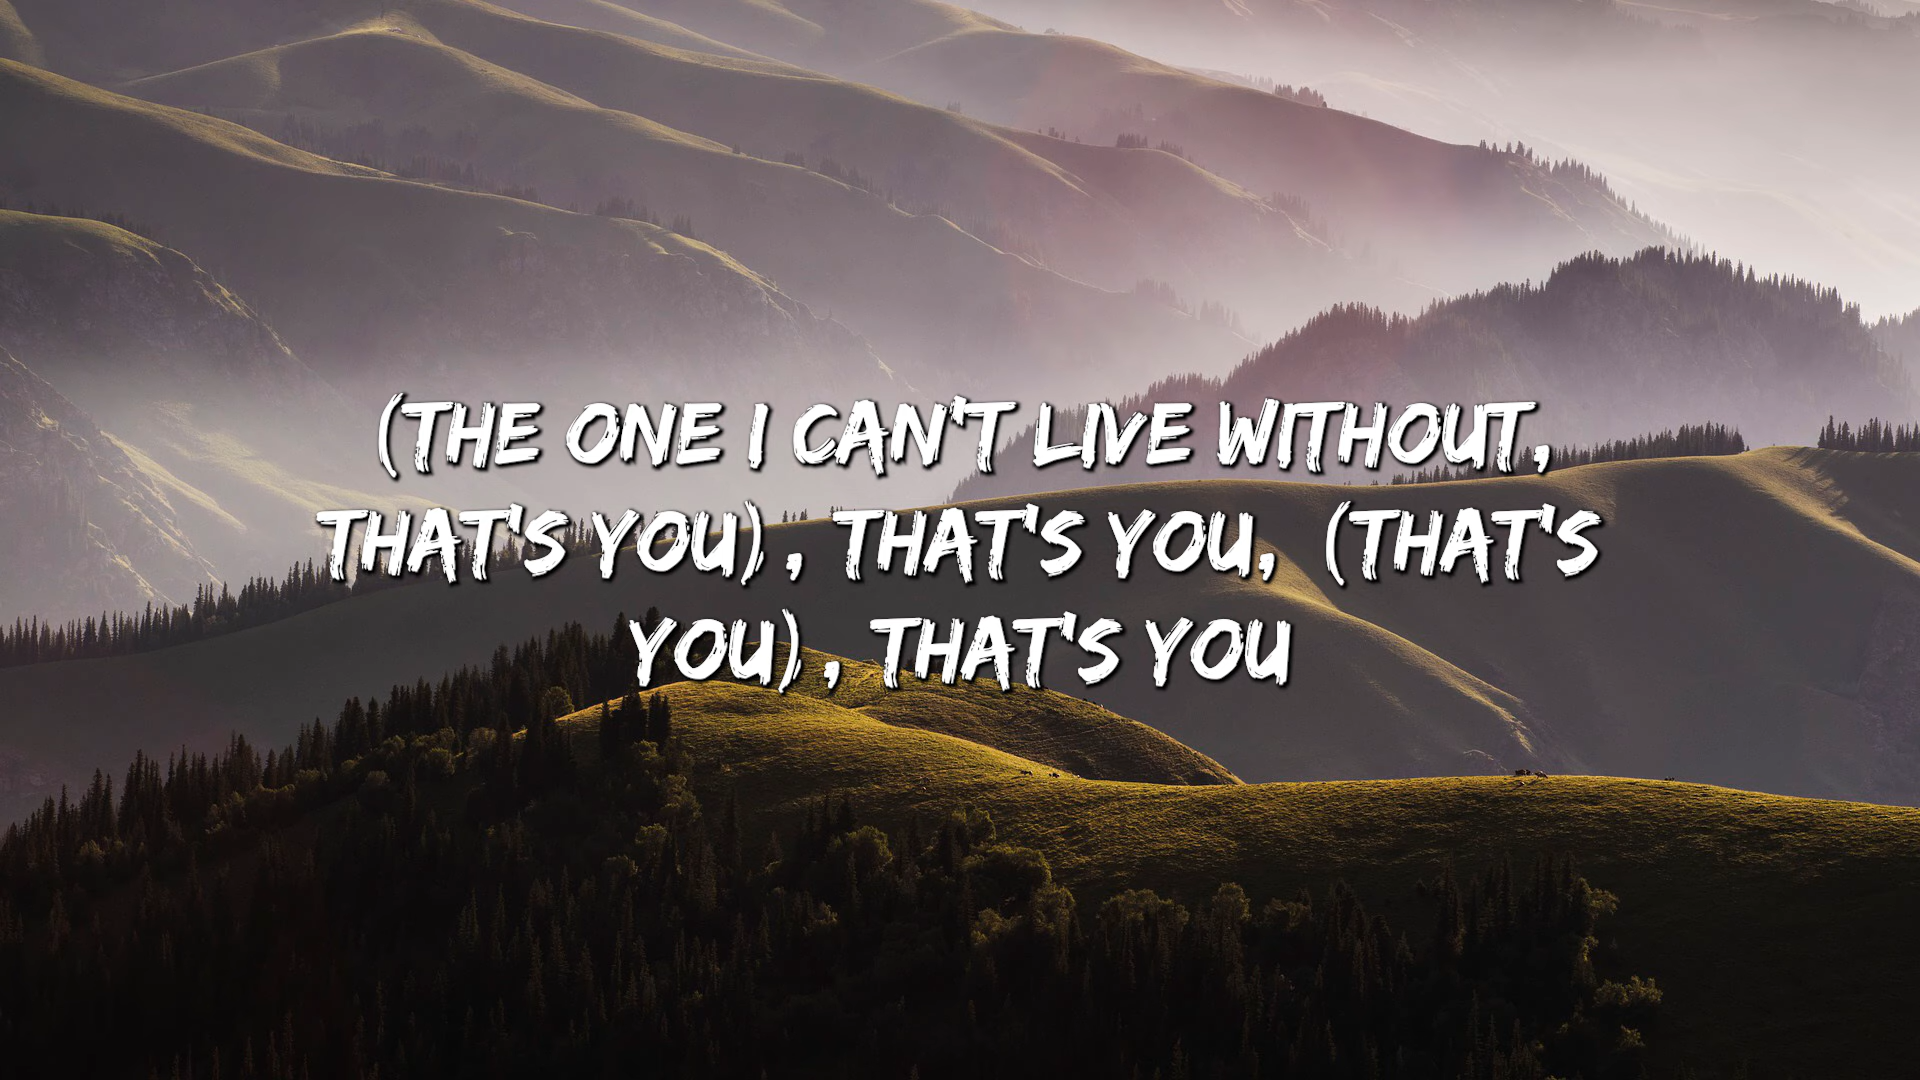 (THE ONE I CAN'T LIVE WITHOUT,
THAT'S YOU), THAT'S YOU, (THAT'S
YOU), THAT'S YOU